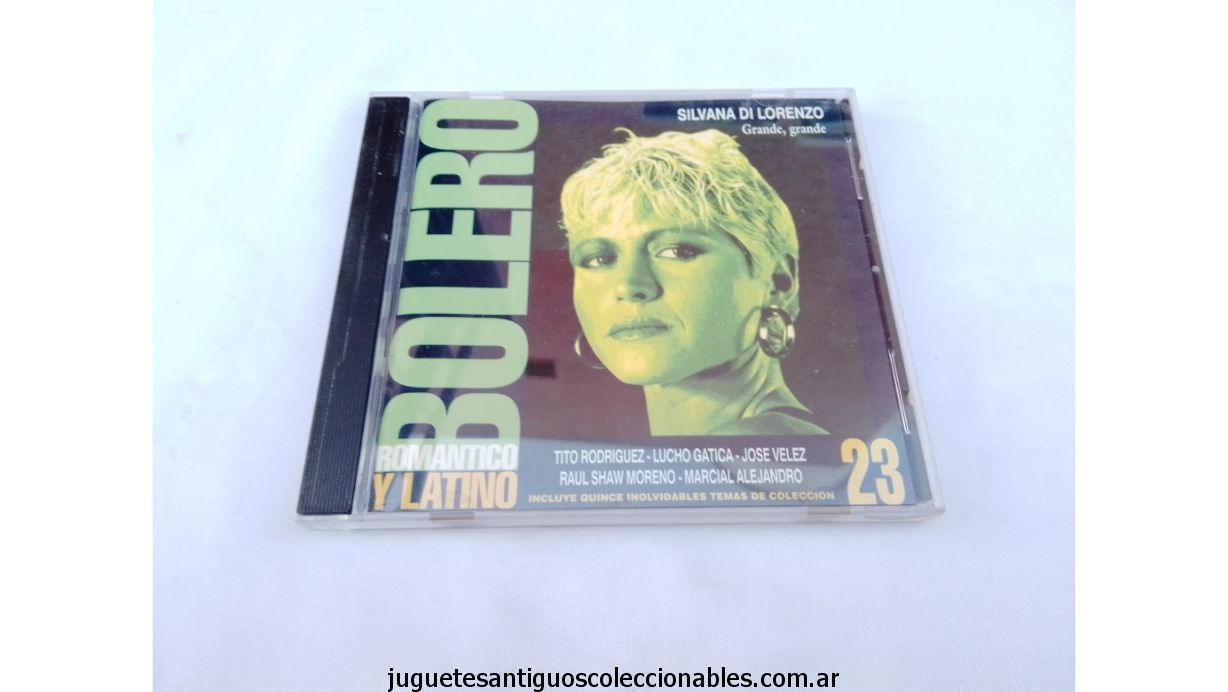 SILVANA DI LORENZO
Grande, grande
BOLERO
ROMANTICO
Y LATINO
TITO RODRIGUEZ - LUCHO GATICA - JOSE VELEZ
RAUL SHAW MORENO - MARCIAL ALEJANDRO
INCLUYE QUINCE INOLVIDABLES TEMAS DE COLECCION
23
juguetesantiguoscoleccionables.com.ar